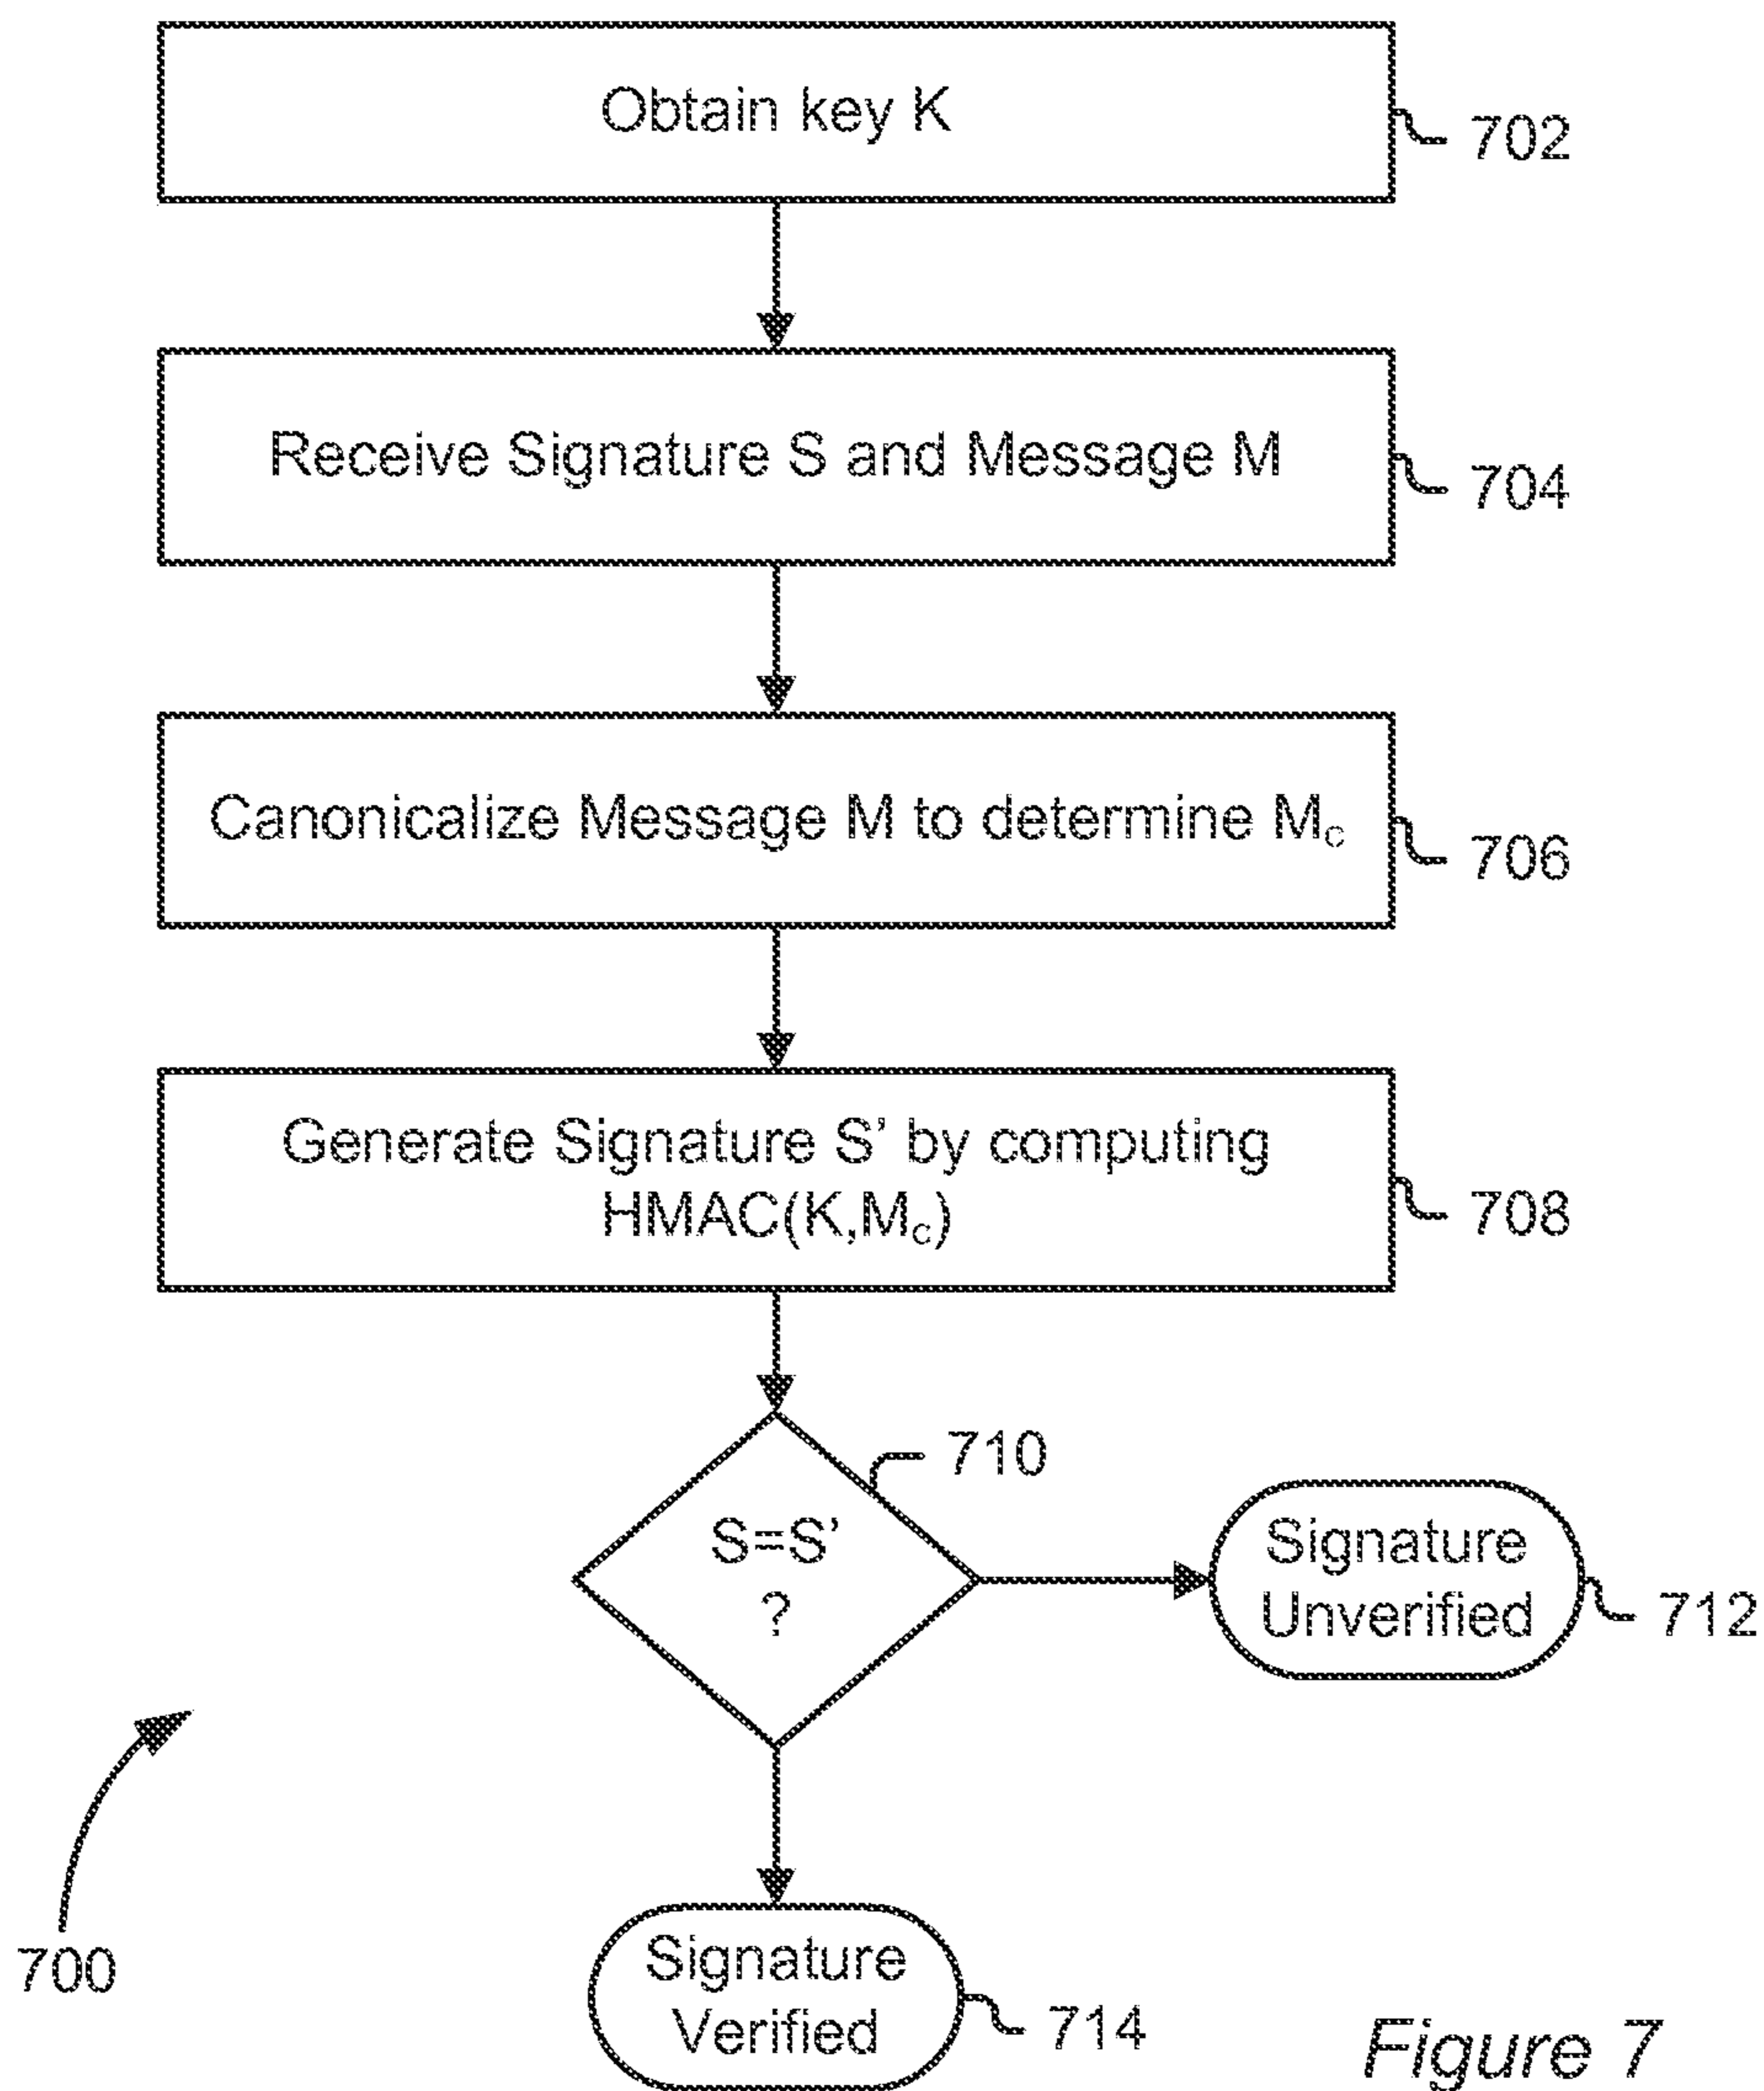 Obtain key K
702
Receive Signature S and Message M
704
Canonicalize Message M to determine Mc
706
Generate Signature S’ by computing
HMAC(K,Mc)
708
710
S=S’
?
Signature
Unverified
712
700
Signature
Verified
714
Figure 7